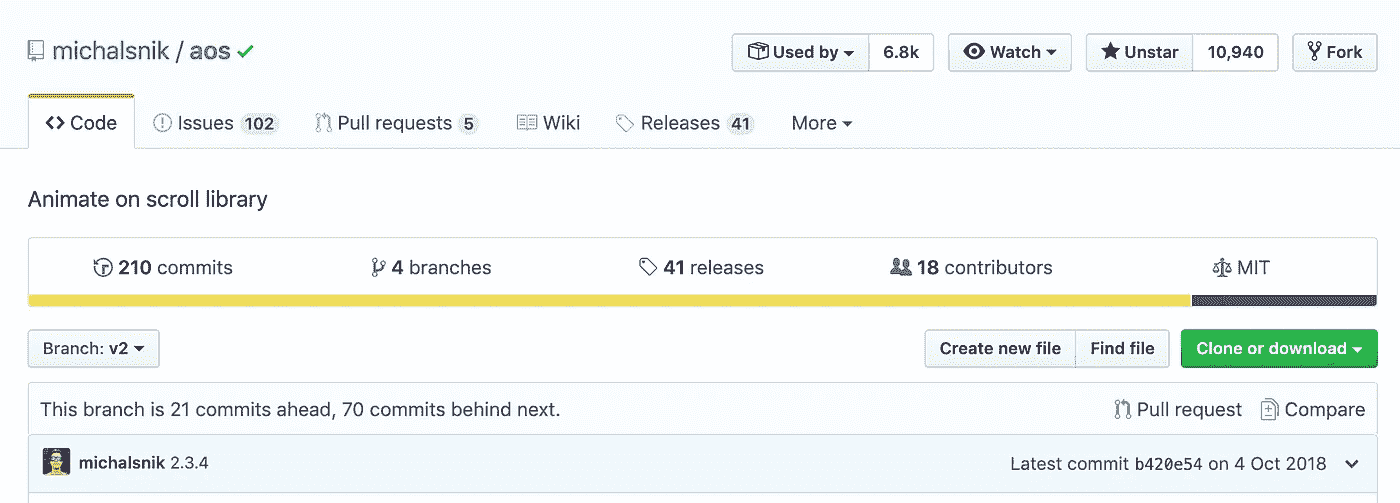 michalsnik / aos
Used by 6.8k Watch Unstar 10,940 Fork
Code Issues 102 Pull requests 5 Wiki Releases 41 More
Animate on scroll library
210 commits 4 branches 41 releases 18 contributors MIT
Branch: v2 Create new file Find file Clone or download
This branch is 21 commits ahead, 70 commits behind next. Pull request Compare
michalsnik 2.3.4 Latest commit b420e54 on 4 Oct 2018